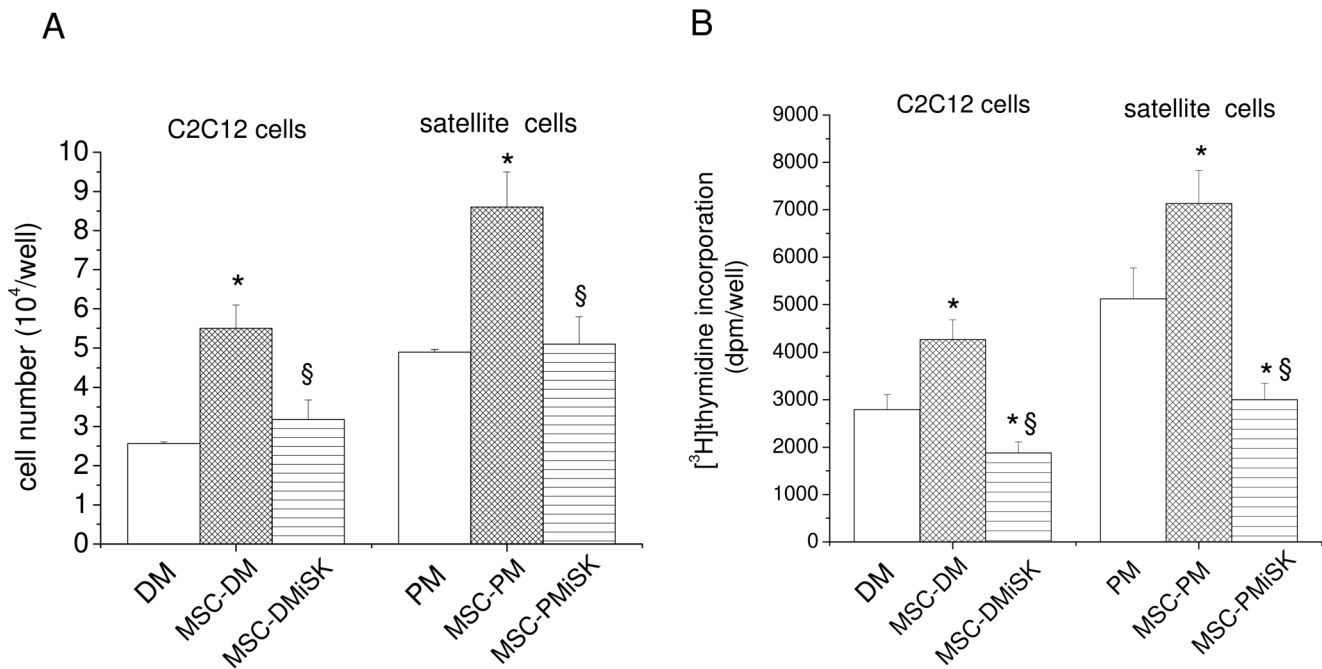 A
C2C12 cells
satellite cells
cell number (10⁴/well)
10
9
8
7
6
5
4
3
2
1
0
*
§
*
§
DM
MSC-DM
MSC-DMiSK
PM
MSC-PM
MSC-PMiSK
B
C2C12 cells
satellite cells
[³H]thymidine incorporation
(dpm/well)
9000
8000
7000
6000
5000
4000
3000
2000
1000
0
*
* §
*
* §
DM
MSC-DM
MSC-DMiSK
PM
MSC-PM
MSC-PMiSK